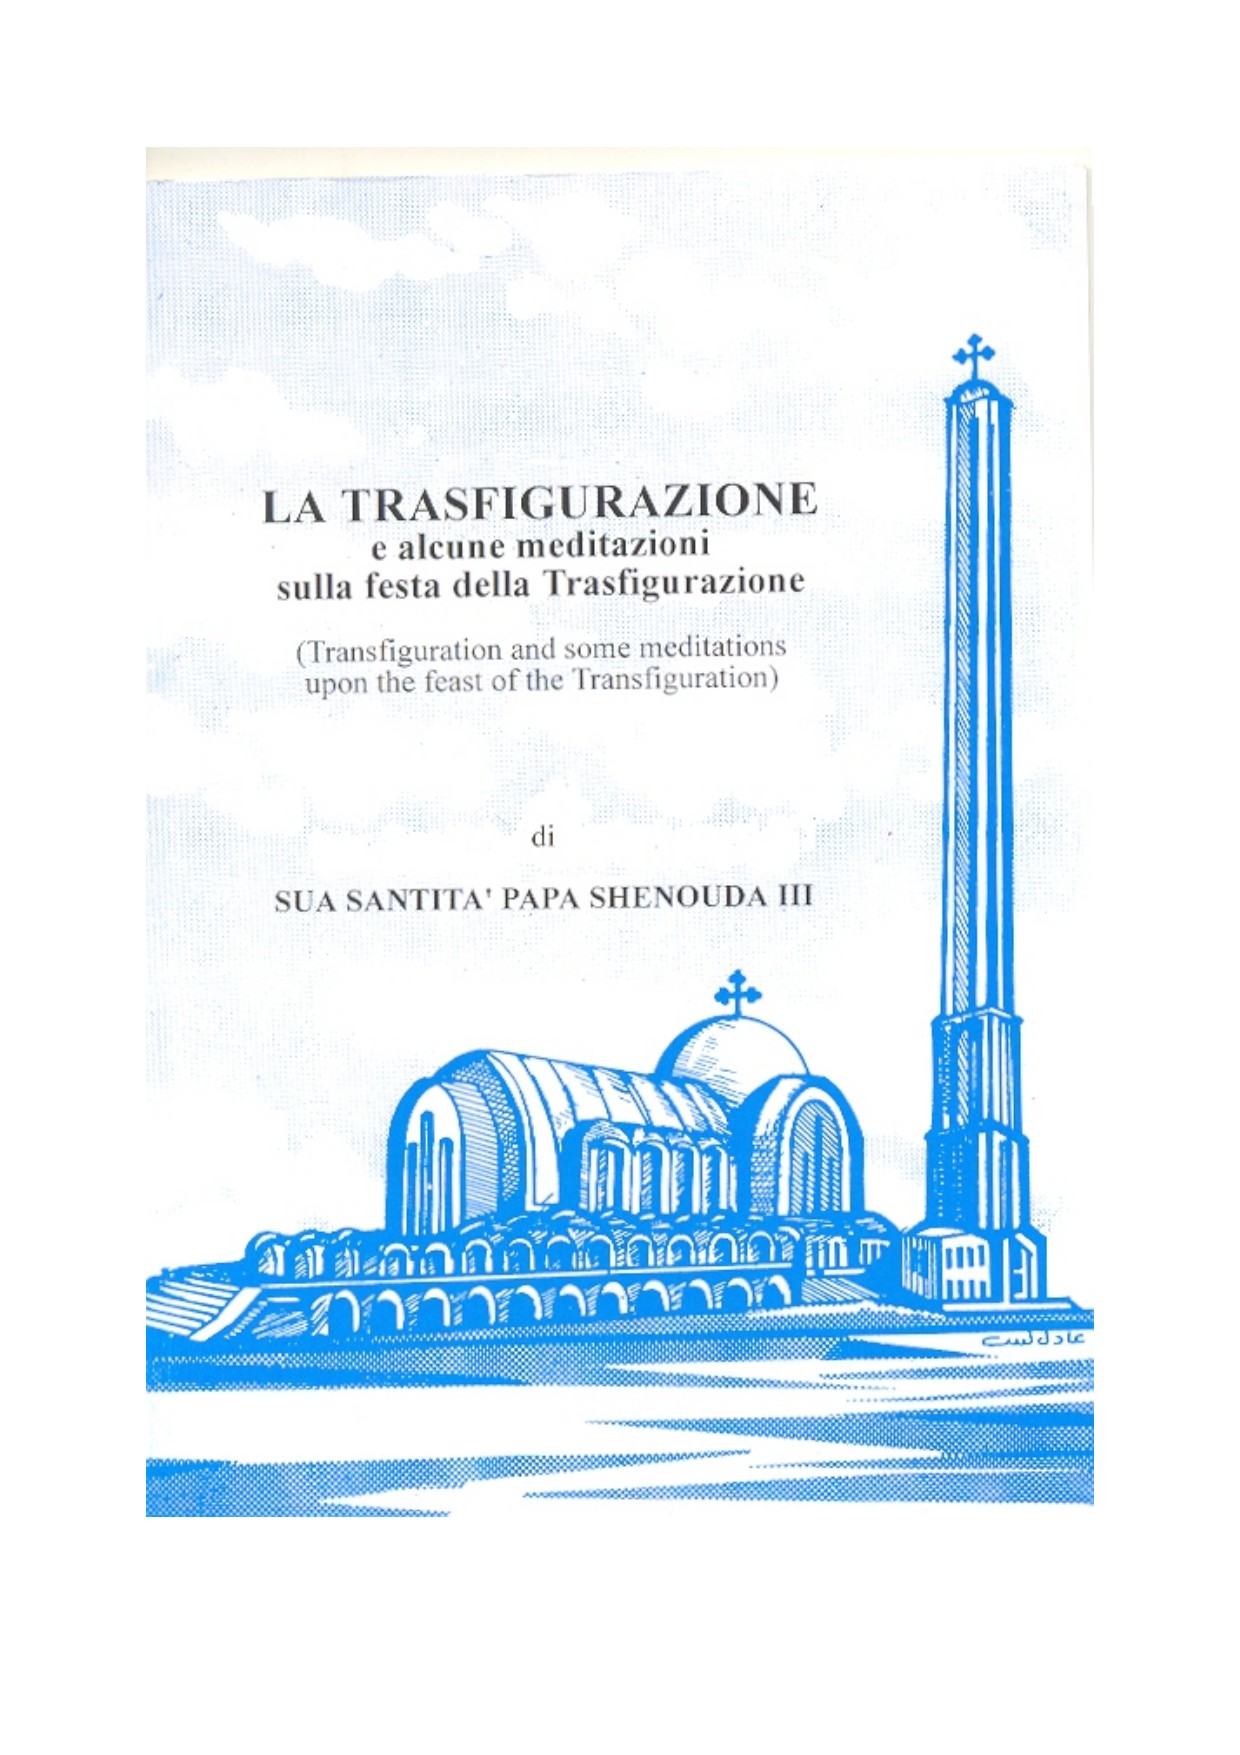 LA TRASFIGURAZIONE
e alcune meditazioni
sulla festa della Trasfigurazione
(Transfiguration and some meditations
upon the feast of the Transfiguration)
di
SUA SANTITA' PAPA SHENOUDA III